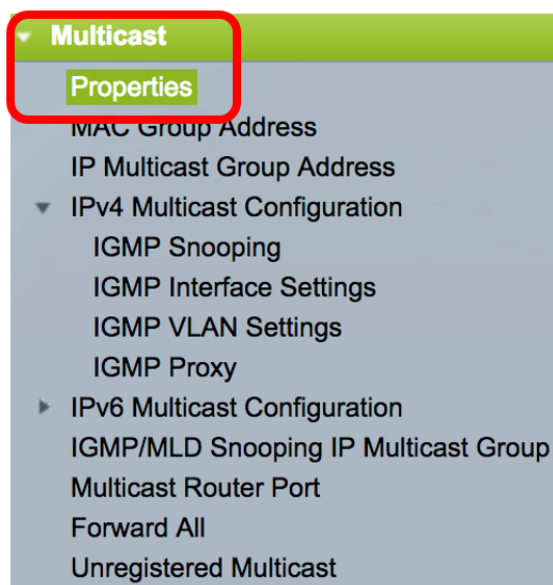 Multicast
Properties
MAC Group Address
IP Multicast Group Address
IPv4 Multicast Configuration
IGMP Snooping
IGMP Interface Settings
IGMP VLAN Settings
IGMP Proxy
IPv6 Multicast Configuration
IGMP/MLD Snooping IP Multicast Group
Multicast Router Port
Forward All
Unregistered Multicast